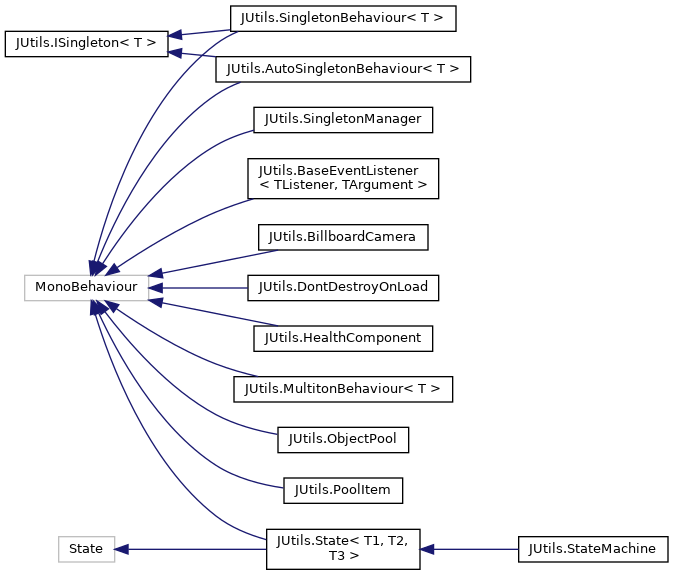 JUtils.SingletonBehaviour< T >
JUtils.ISingleton< T >
JUtils.AutoSingletonBehaviour< T >
JUtils.SingletonManager
JUtils.BaseEventListener
< TListener, TArgument >
JUtils.BillboardCamera
MonoBehaviour
JUtils.DontDestroyOnLoad
JUtils.HealthComponent
JUtils.MultitonBehaviour< T >
JUtils.ObjectPool
JUtils.PoolItem
State
JUtils.State< T1, T2,
T3 >
JUtils.StateMachine